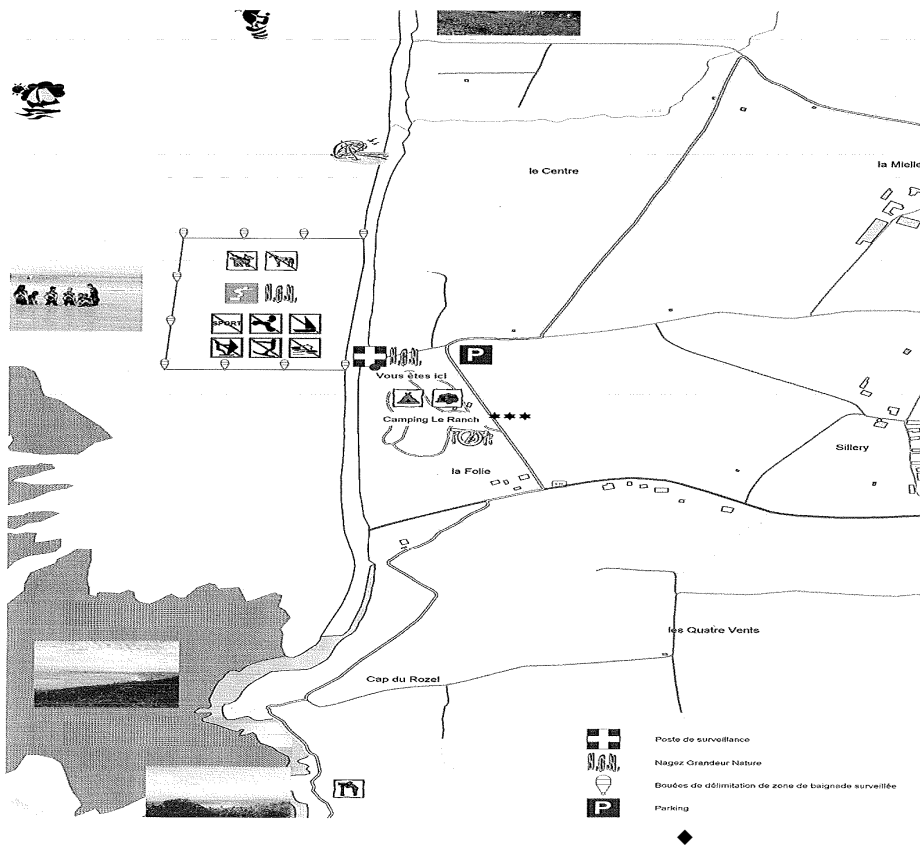 le Centre
la Mielle
N.G.N.
SPORT
N.G.N.
P
Vous êtes ici
Camping Le Ranch ***
Sillery
la Folie
les Quatre Vents
Cap du Rozel
Poste de surveillance
N.G.N. Nagez Grandeur Nature
Bouées de délimitation de zone de baignade surveillée
P Parking